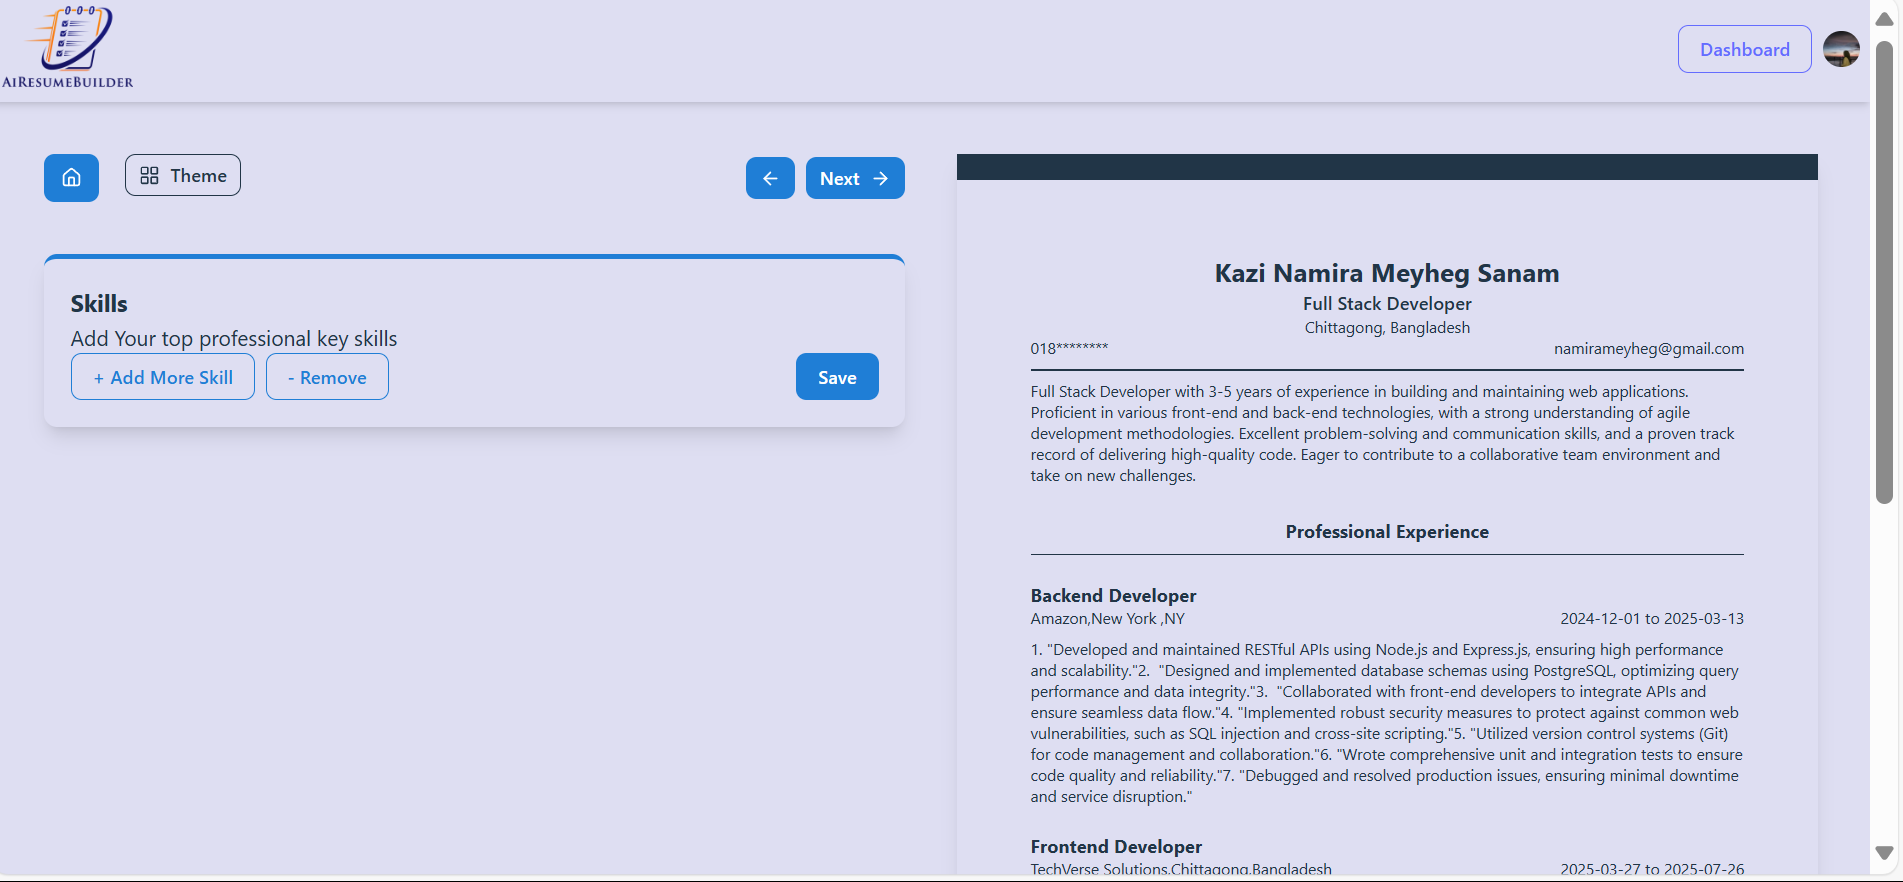 AIRESUMEBUILDER
Dashboard
Theme
Next
Skills
Add Your top professional key skills
+ Add More Skill
- Remove
Save
Kazi Namira Meyheg Sanam
Full Stack Developer
Chittagong, Bangladesh
018********
namirameyheg@gmail.com
Full Stack Developer with 3-5 years of experience in building and maintaining web applications.
Proficient in various front-end and back-end technologies, with a strong understanding of agile
development methodologies. Excellent problem-solving and communication skills, and a proven track
record of delivering high-quality code. Eager to contribute to a collaborative team environment and
take on new challenges.
Professional Experience
Backend Developer
Amazon,New York ,NY
2024-12-01 to 2025-03-13
1. "Developed and maintained RESTful APIs using Node.js and Express.js, ensuring high performance
and scalability."2.  "Designed and implemented database schemas using PostgreSQL, optimizing query
performance and data integrity."3.  "Collaborated with front-end developers to integrate APIs and
ensure seamless data flow."4. "Implemented robust security measures to protect against common web
vulnerabilities, such as SQL injection and cross-site scripting."5. "Utilized version control systems (Git)
for code management and collaboration."6. "Wrote comprehensive unit and integration tests to ensure
code quality and reliability."7. "Debugged and resolved production issues, ensuring minimal downtime
and service disruption."
Frontend Developer
TechVerse Solutions,Chittagong,Bangladesh
2025-03-27 to 2025-07-26